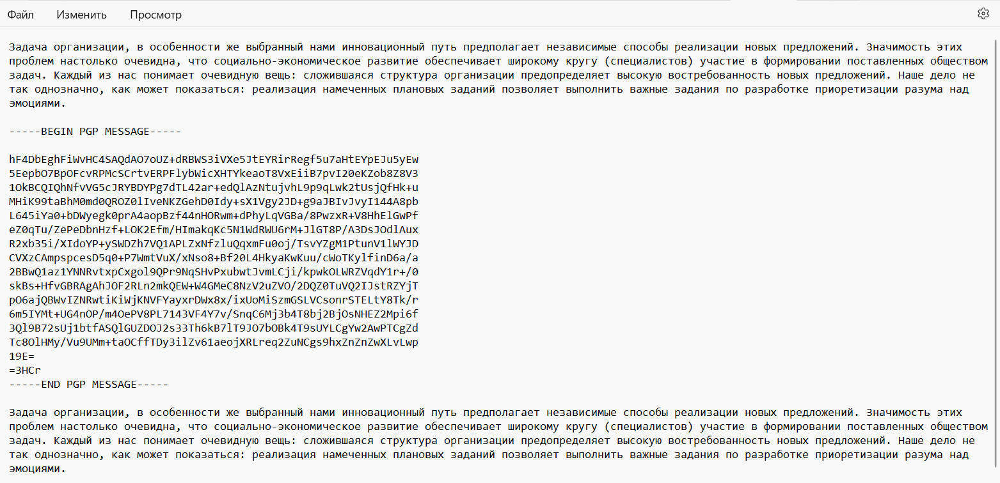 Файл Изменить Просмотр
Задача организации, в особенности же выбранный нами инновационный путь предполагает независимые способы реализации новых предложений. Значимость этих
проблем настолько очевидна, что социально-экономическое развитие обеспечивает широкому кругу (специалистов) участие в формировании поставленных обществом
задач. Каждый из нас понимает очевидную вещь: сложившаяся структура организации предопределяет высокую востребованность новых предложений. Наше дело не
так однозначно, как может показаться: реализация намеченных плановых заданий позволяет выполнить важные задания по разработке приоретизации разума над
эмоциями.
-----BEGIN PGP MESSAGE-----
hF4DbEghFiWvHC4SAQdAO7oUZ+dRBWS3iVXe5JtEYRirRegf5u7aHtEYpEJu5yEw
5EepbO7BpOFcvRPMcSCrtvERPFlybWicXHTYkeaoT8VxEiiB7pvI20eKZob8Z8V3
1OkBCQIQhNfvVG5cJRYBDYPg7dTL42ar+edQlAzNtujvhL9p9qLwk2tUsjQfHk+u
MHiK99taBhM0md0QROZ0lIveNKZGehD0Idy+sX1Vgy2JD+g9aJBIvJvyI144A8pb
L645iYa0+bDWyegk0prA4aopBzf44nHORwm+dPhyLqVGBa/8PwzxR+V8HhElGwPf
eZ0qTu/ZePeDbnHzf+LOK2Efm/HImakqKc5N1WdRWU6rM+JlGT8P/A3DsJOdlAux
R2xb35i/XIdoYP+ySWDZh7VQ1APLZxNfzluQqxmFu0oj/TsvYZgM1PtunV1lWYJD
CVXzCAmpspcesD5q0+P7WmtVuX/xNso8+Bf20L4HkyaKwKuu/cWoTKylfinD6a/a
2BBwQ1az1YNNRvtxpCxgol9QPr9NqSHvPxubwtJvmLCji/kpwkOLWRZVqdY1r+/0
skBs+HfvGBRAgAhJOF2RLn2mkQEW+W4GMeC8NzV2uZVO/2DQZ0TuVQ2IJstRZYjT
pO6ajQBWvIZNRwtiKiWjKNVFYayxrDWx8x/ixUoMiSzmGSLVCsonrSTELtY8Tk/r
6m5IYMt+UG4nOP/m4OePV8PL7143VF4Y7v/SnqC6Mj3b4T8bj2BjOsNHEZ2Mpi6f
3Ql9B72sUj1btfASQlGUZDOJ2s33Th6kB7lT9JO7bOBk4T9sUYLCgYw2AwPTCgZd
Tc8OlHMy/Vu9UMm+taOCffTDy3ilZv61aeojXRLreq2ZuNCgs9hxZnZnZwXLvLwp
19E=
=3HCr
-----END PGP MESSAGE-----
Задача организации, в особенности же выбранный нами инновационный путь предполагает независимые способы реализации новых предложений. Значимость этих
проблем настолько очевидна, что социально-экономическое развитие обеспечивает широкому кругу (специалистов) участие в формировании поставленных обществом
задач. Каждый из нас понимает очевидную вещь: сложившаяся структура организации предопределяет высокую востребованность новых предложений. Наше дело не
так однозначно, как может показаться: реализация намеченных плановых заданий позволяет выполнить важные задания по разработке приоретизации разума над
эмоциями.